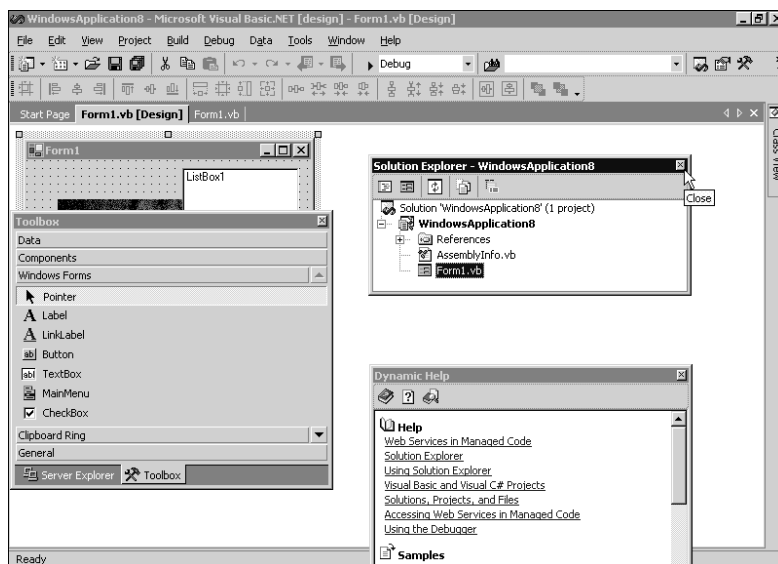 WindowsApplication8 - Microsoft Visual Basic.NET [design] - Form1.vb [Design]
File Edit View Project Build Debug Data Tools Window Help
Debug
Start Page Form1.vb [Design] Form1.vb
Class View
Form1
ListBox1
Solution Explorer - WindowsApplication8
Close
Solution 'WindowsApplication8' (1 project)
WindowsApplication8
References
AssemblyInfo.vb
Form1.vb
Toolbox
Data
Components
Windows Forms
Pointer
A Label
A LinkLabel
ab Button
abl TextBox
MainMenu
CheckBox
Clipboard Ring
General
Server Explorer Toolbox
Dynamic Help
Help
Web Services in Managed Code
Solution Explorer
Using Solution Explorer
Visual Basic and Visual C# Projects
Solutions, Projects, and Files
Accessing Web Services in Managed Code
Using the Debugger
Samples
Ready